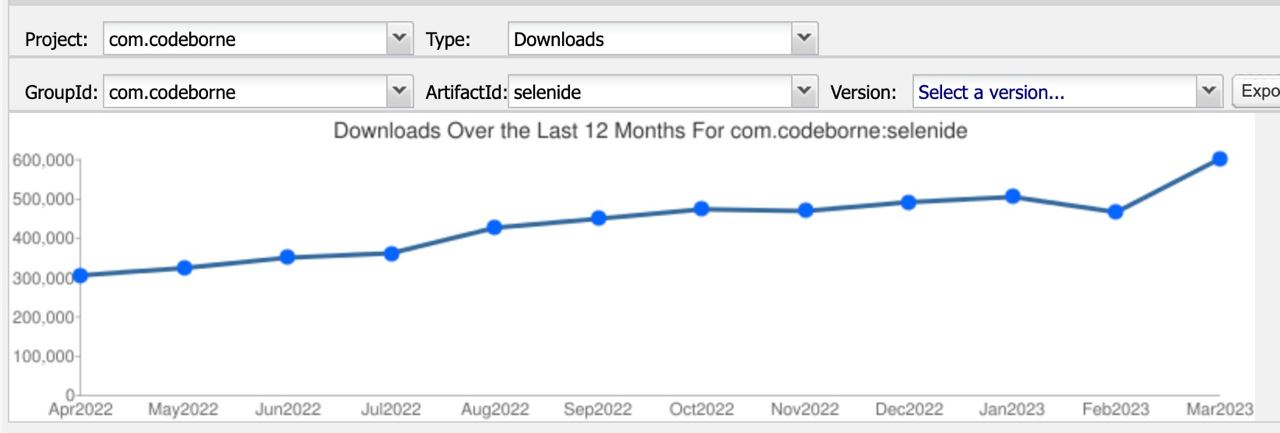 Project: com.codeborne Type: Downloads
GroupId: com.codeborne ArtifactId: selenide Version: Select a version... Expo
Downloads Over the Last 12 Months For com.codeborne:selenide
600,000
500,000
400,000
300,000
200,000
100,000
0
Apr2022 May2022 Jun2022 Jul2022 Aug2022 Sep2022 Oct2022 Nov2022 Dec2022 Jan2023 Feb2023 Mar2023